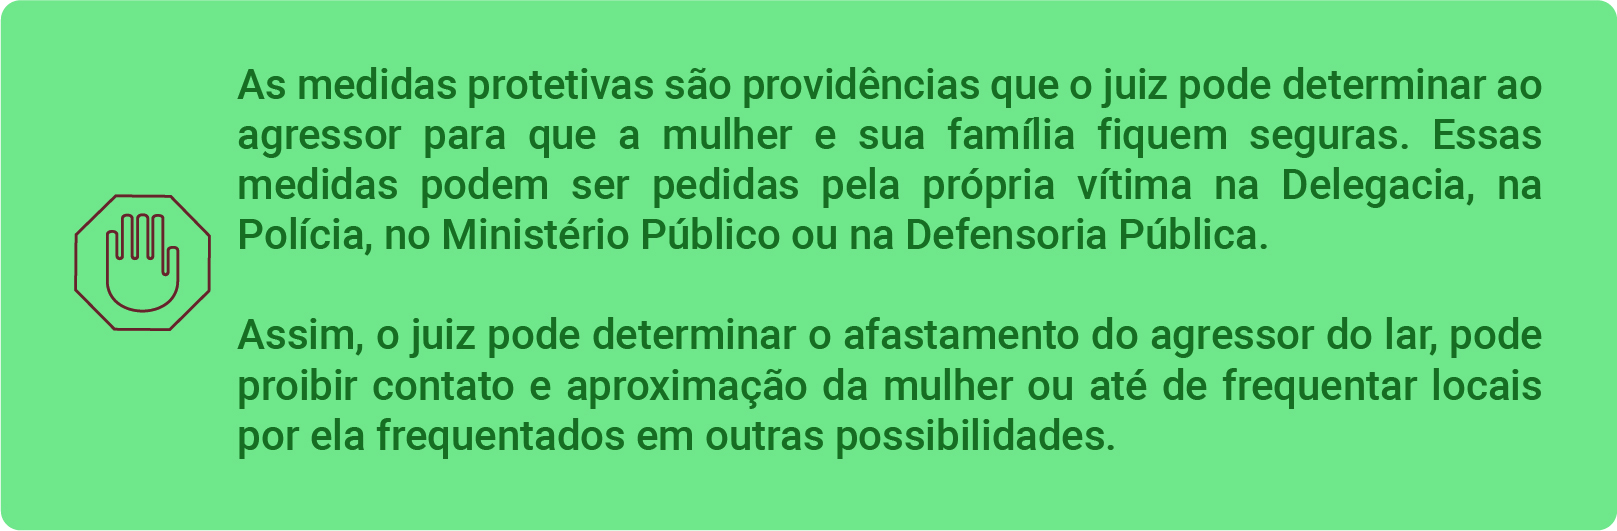 As medidas protetivas são providências que o juiz pode determinar ao
agressor para que a mulher e sua família fiquem seguras. Essas
medidas podem ser pedidas pela própria vítima na Delegacia, na
Polícia, no Ministério Público ou na Defensoria Pública.
Assim, o juiz pode determinar o afastamento do agressor do lar, pode
proibir contato e aproximação da mulher ou até de frequentar locais
por ela frequentados em outras possibilidades.